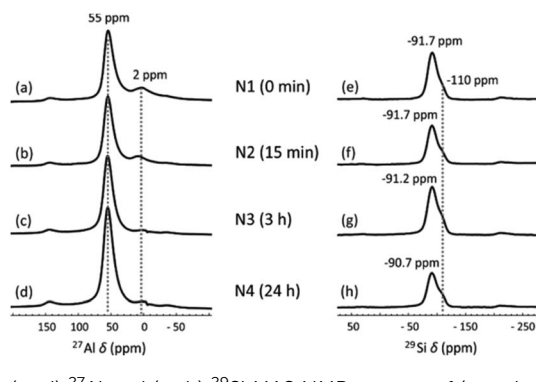 55 ppm
2 ppm
-91.7 ppm
-110 ppm
(a) N1 (0 min) (e)
-91.7 ppm
(b) N2 (15 min) (f)
-91.2 ppm
(c) N3 (3 h) (g)
-90.7 ppm
(d) N4 (24 h) (h)
150 100 50 0 - 50
50 - 50 -150 -250
²⁷Al δ (ppm)
²⁹Si δ (ppm)